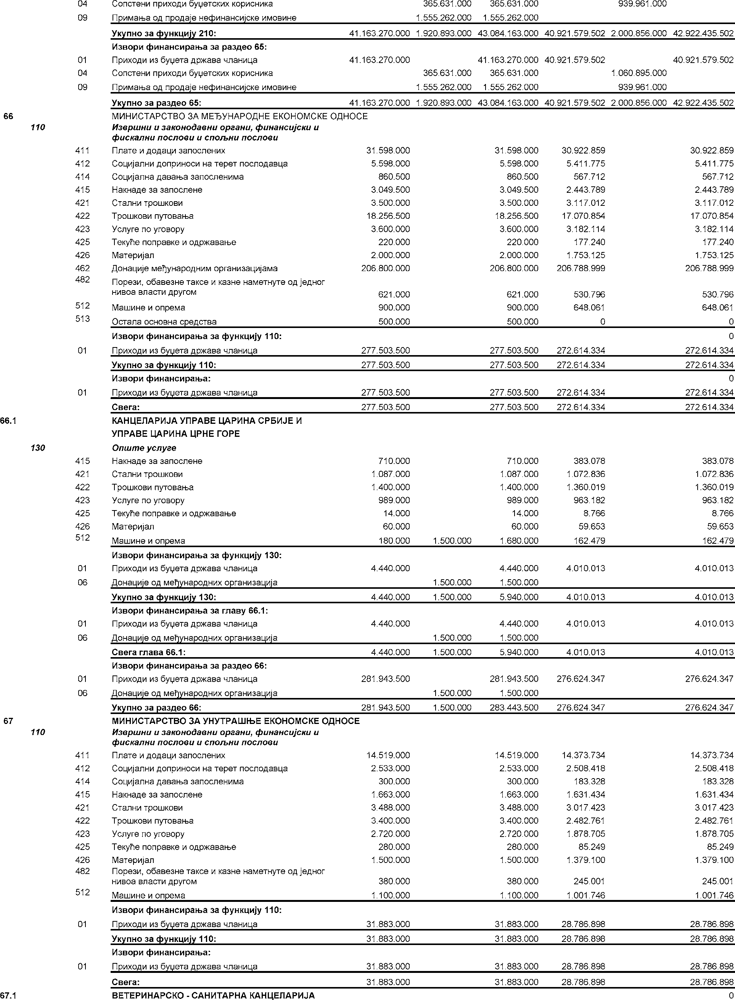 04 Сопстени приходи буџетских корисника 365.631.000 365.631.000 939.961.000
09 Примања од продаје нефинансијске имовине 1.555.262.000 1.555.262.000
Укупно за функцију 210: 41.163.270.000 1.920.893.000 43.084.163.000 40.921.579.502 2.000.856.000 42.922.435.502
Извори финансирања за раздео 65:
01 Приходи из буџета држава чланица 41.163.270.000 41.163.270.000 40.921.579.502 40.921.579.502
04 Сопстени приходи буџетских корисника 365.631.000 365.631.000 1.060.895.000
09 Примања од продаје нефинансијске имовине 1.555.262.000 1.555.262.000 939.961.000
Укупно за раздео 65: 41.163.270.000 1.920.893.000 43.084.163.000 40.921.579.502 2.000.856.000 42.922.435.502
66 МИНИСТАРСТВО ЗА МЕЂУНАРОДНЕ ЕКОНОМСКЕ ОДНОСЕ
110 Извршни и законодавни органи, финансијски и
фискални послови и спољни послови
411 Плате и додаци запослених 31.598.000 31.598.000 30.922.859 30.922.859
412 Социјални доприноси на терет послодавца 5.598.000 5.598.000 5.411.775 5.411.775
414 Социјална давања запосленима 860.500 860.500 567.712 567.712
415 Накнаде за запослене 3.049.500 3.049.500 2.443.789 2.443.789
421 Стални трошкови 3.500.000 3.500.000 3.117.012 3.117.012
422 Трошкови путовања 18.256.500 18.256.500 17.070.854 17.070.854
423 Услуге по уговору 3.600.000 3.600.000 3.182.114 3.182.114
425 Текуће поправке и одржавање 220.000 220.000 177.240 177.240
426 Материјал 2.000.000 2.000.000 1.753.125 1.753.125
462 Донације међународним организацијама 206.800.000 206.800.000 206.788.999 206.788.999
482 Порези, обавезне таксе и казне наметнуте од једног
нивоа власти другом 621.000 621.000 530.796 530.796
512 Машине и опрема 900.000 900.000 648.061 648.061
513 Остала основна средства 500.000 500.000 0 0
Извори финансирања за функцију 110: 0
01 Приходи из буџета држава чланица 277.503.500 277.503.500 272.614.334 272.614.334
Укупно за функцију 110: 277.503.500 277.503.500 272.614.334 272.614.334
Извори финансирања: 0
01 Приходи из буџета држава чланица 277.503.500 277.503.500 272.614.334 272.614.334
Свега: 277.503.500 277.503.500 272.614.334 272.614.334
66.1 КАНЦЕЛАРИЈА УПРАВЕ ЦАРИНА СРБИЈЕ И
УПРАВЕ ЦАРИНА ЦРНЕ ГОРЕ
130 Опште услуге
415 Накнаде за запослене 710.000 710.000 383.078 383.078
421 Стални трошкови 1.087.000 1.087.000 1.072.836 1.072.836
422 Трошкови путовања 1.400.000 1.400.000 1.360.019 1.360.019
423 Услуге по уговору 989.000 989.000 963.182 963.182
425 Текуће поправке и одржавање 14.000 14.000 8.766 8.766
426 Материјал 60.000 60.000 59.653 59.653
512 Машине и опрема 180.000 1.500.000 1.680.000 162.479 162.479
Извори финансирања за функцију 130:
01 Приходи из буџета држава чланица 4.440.000 4.440.000 4.010.013 4.010.013
06 Донације од међународних организација 1.500.000 1.500.000
Укупно за функцију 130: 4.440.000 1.500.000 5.940.000 4.010.013 4.010.013
Извори финансирања за главу 66.1:
01 Приходи из буџета држава чланица 4.440.000 4.440.000 4.010.013 4.010.013
06 Донације од међународних организација 1.500.000 1.500.000
Свега глава 66.1: 4.440.000 1.500.000 5.940.000 4.010.013 4.010.013
Извори финансирања за раздео 66:
01 Приходи из буџета држава чланица 281.943.500 281.943.500 276.624.347 276.624.347
06 Донације од међународних организација 1.500.000 1.500.000
Укупно за раздео 66: 281.943.500 1.500.000 283.443.500 276.624.347 276.624.347
67 МИНИСТАРСТВО ЗА УНУТРАШЊЕ ЕКОНОМСКЕ ОДНОСЕ
110 Извршни и законодавни органи, финансијски и
фискални послови и спољни послови
411 Плате и додаци запослених 14.519.000 14.519.000 14.373.734 14.373.734
412 Социјални доприноси на терет послодавца 2.533.000 2.533.000 2.508.418 2.508.418
414 Социјална давања запосленима 300.000 300.000 183.328 183.328
415 Накнаде за запослене 1.663.000 1.663.000 1.631.434 1.631.434
421 Стални трошкови 3.488.000 3.488.000 3.017.423 3.017.423
422 Трошкови путовања 3.400.000 3.400.000 2.482.761 2.482.761
423 Услуге по уговору 2.720.000 2.720.000 1.878.705 1.878.705
425 Текуће поправке и одржавање 280.000 280.000 85.249 85.249
426 Материјал 1.500.000 1.500.000 1.379.100 1.379.100
482 Порези, обавезне таксе и казне наметнуте од једног
нивоа власти другом 380.000 380.000 245.001 245.001
512 Машине и опрема 1.100.000 1.100.000 1.001.746 1.001.746
Извори финансирања за функцију 110:
01 Приходи из буџета држава чланица 31.883.000 31.883.000 28.786.898 28.786.898
Укупно за функцију 110: 31.883.000 31.883.000 28.786.898 28.786.898
Извори финансирања:
01 Приходи из буџета држава чланица 31.883.000 31.883.000 28.786.898 28.786.898
Свега: 31.883.000 31.883.000 28.786.898 28.786.898
67.1 ВЕТЕРИНАРСКО - САНИТАРНА КАНЦЕЛАРИЈА 0